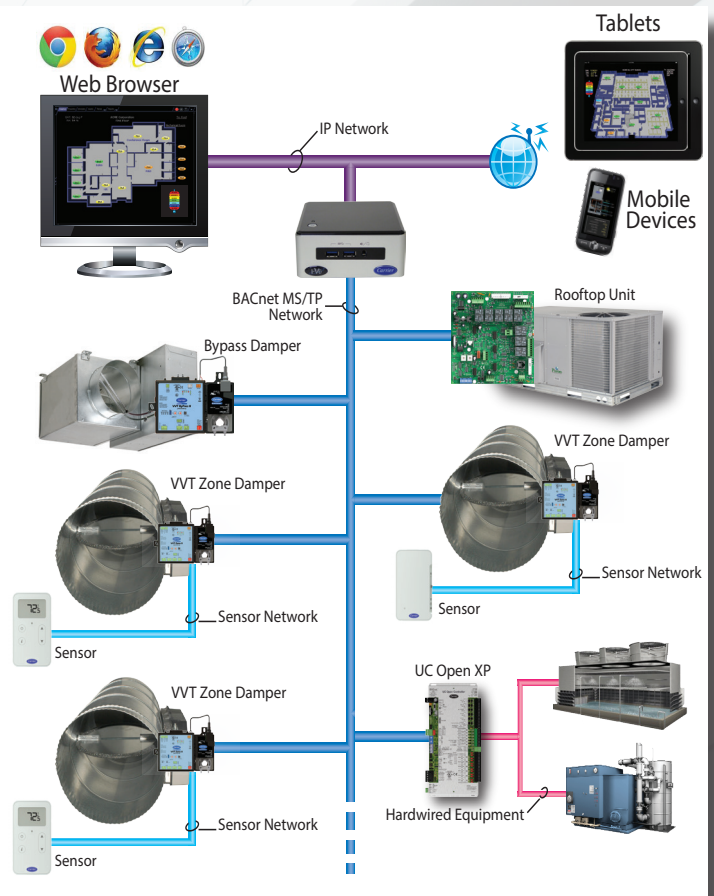 Tablets
Web Browser
IP Network
Mobile
Devices
BACnet MS/TP
Network
Rooftop Unit
Bypass Damper
VVT Zone Damper
VVT Zone Damper
Sensor Network
Sensor
Sensor Network
Sensor
UC Open XP
VVT Zone Damper
Hardwired Equipment
Sensor Network
Sensor